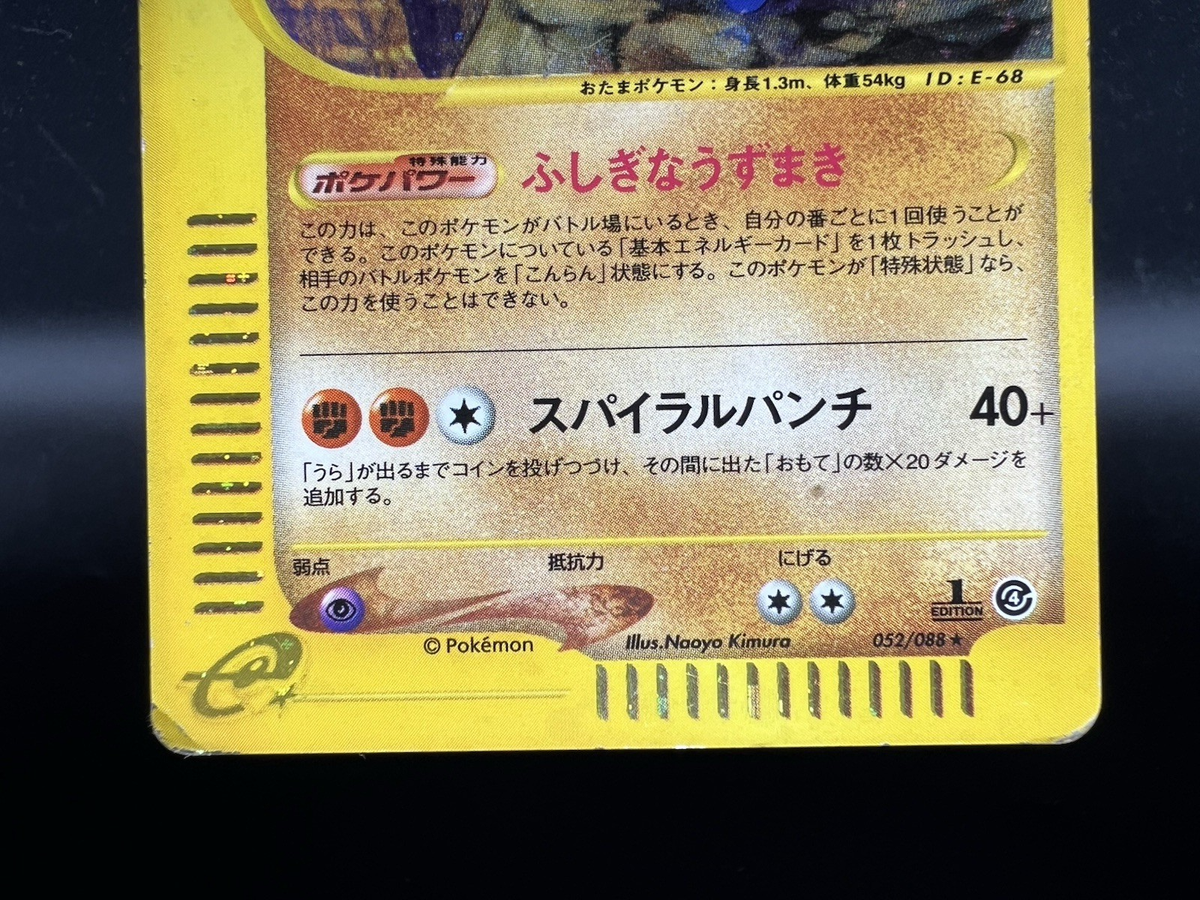 おたまポケモン：身長1.3m、体重54kg ID:E-68
特殊能力
ポケパワー ふしぎなうずまき
この力は、このポケモンがバトル場にいるとき、自分の番ごとに1回使うことが
できる。このポケモンについている「基本エネルギーカード」を1枚トラッシュし、
相手のバトルポケモンを「こんらん」状態にする。このポケモンが「特殊状態」なら、
この力を使うことはできない。
スパイラルパンチ 40+
「うら」が出るまでコインを投げつづけ、その間に出た「おもて」の数×20ダメージを
追加する。
弱点 抵抗力 にげる
1 EDITION 4
© Pokémon Illus.Naoyo Kimura 052/088★
e